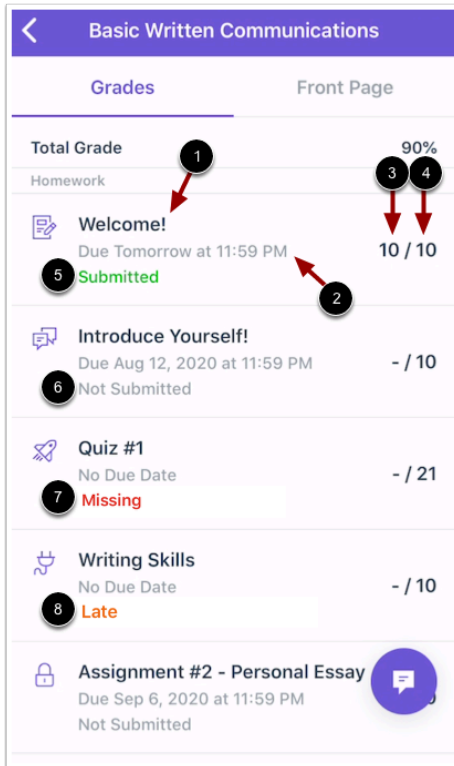 Basic Written Communications
Grades Front Page
Total Grade 90%
1
3 4
Homework
Welcome!
Due Tomorrow at 11:59 PM 10 / 10
5 Submitted
2
Introduce Yourself!
Due Aug 12, 2020 at 11:59 PM - / 10
6 Not Submitted
Quiz #1
No Due Date - / 21
7 Missing
Writing Skills
No Due Date - / 10
8 Late
Assignment #2 - Personal Essay
Due Sep 6, 2020 at 11:59 PM
Not Submitted